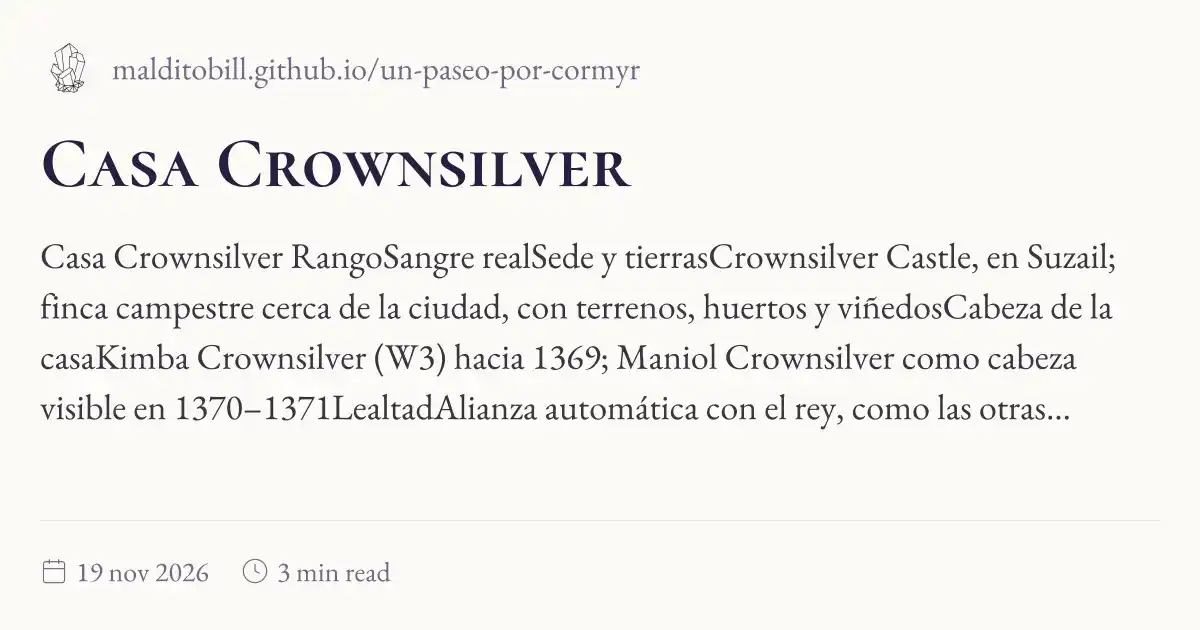 malditobill.github.io/un-paseo-por-cormyr
Casa Crownsilver
Casa Crownsilver RangoSangre realSede y tierrasCrownsilver Castle, en Suzail;
finca campestre cerca de la ciudad, con terrenos, huertos y viñedosCabeza de la
casaKimba Crownsilver (W3) hacia 1369; Maniol Crownsilver como cabeza
visible en 1370–1371LealtadAlianza automática con el rey, como las otras...
19 nov 2026 3 min read